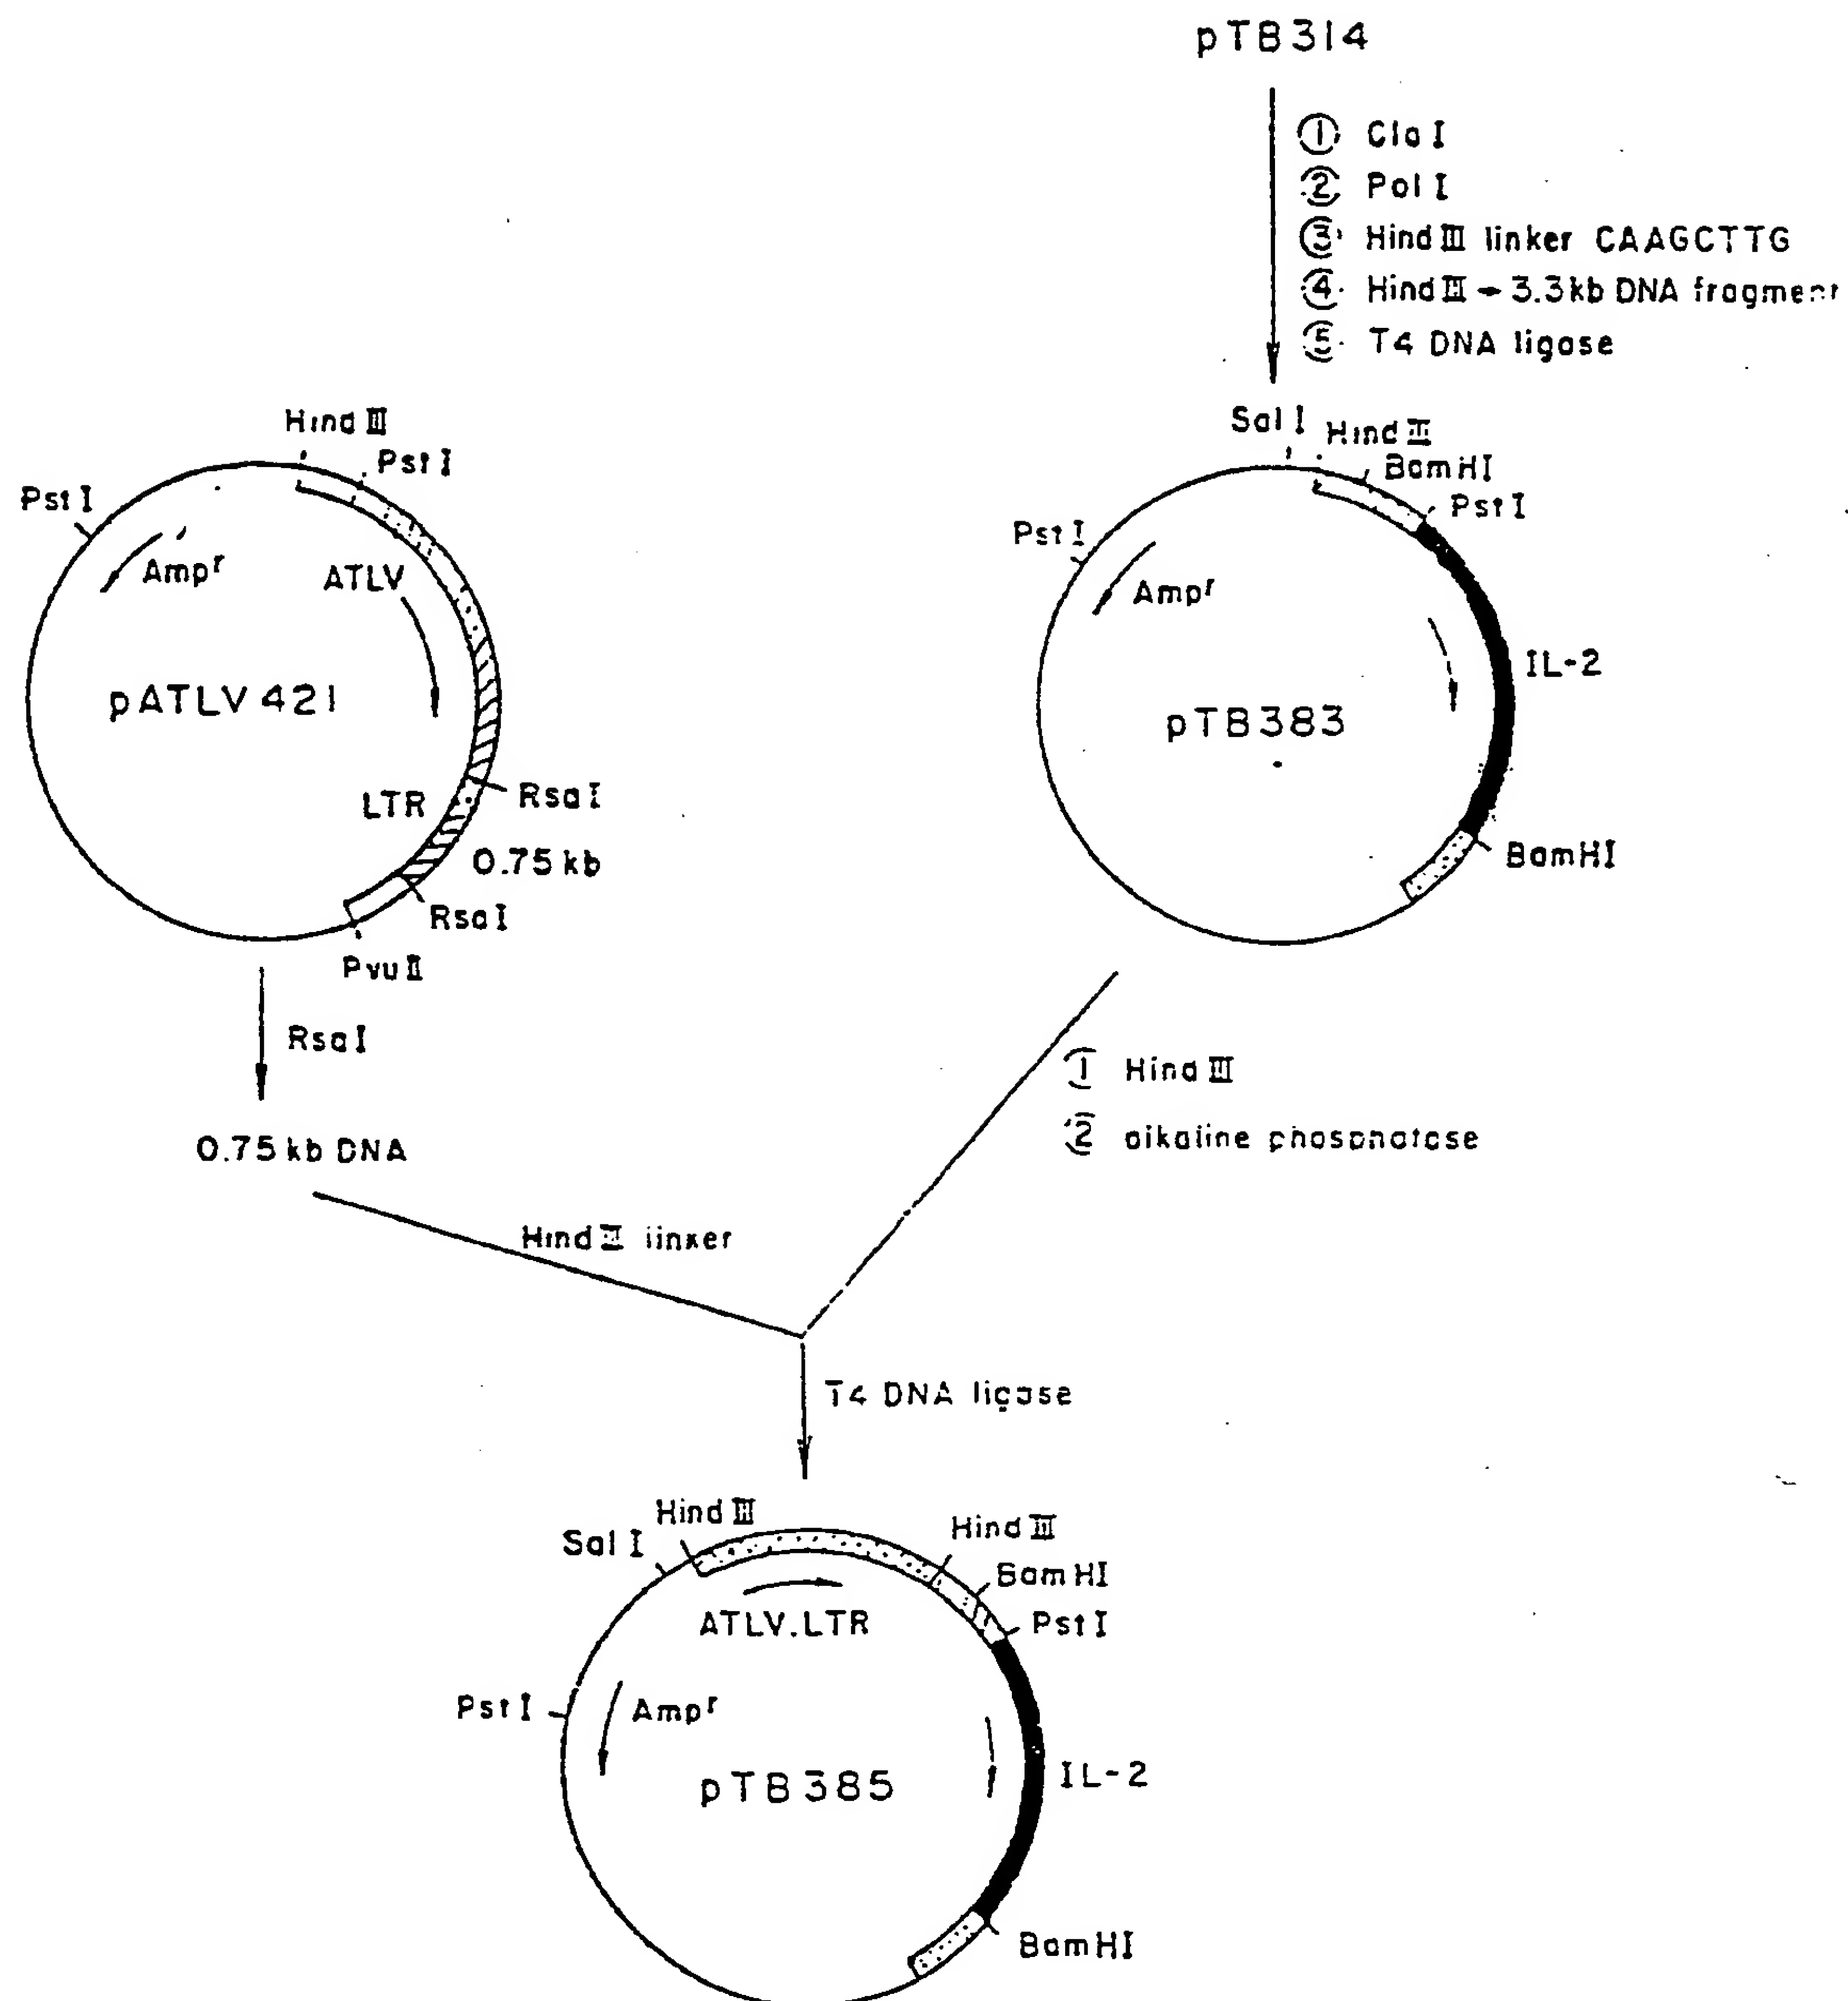 pTB314
① Cla I
② Pol I
③ Hind III linker CAAGCTTG
④ Hind III → 3.3kb DNA fragment
⑤ T4 DNA ligase
Hind III
Pst I
Pst I
Ampʳ
ATLV
pATLV421
LTR
Rsa I
0.75 kb
Rsa I
Pvu II
Sal I
Hind III
BamHI
Pst I
Pst I
Ampʳ
IL-2
pTB383
BamHI
Rsa I
0.75 kb DNA
① Hind III
② alkaline phosphatase
Hind III linker
T4 DNA ligase
Sal I
Hind III
Hind III
BamHI
Pst I
ATLV.LTR
Pst I
Ampʳ
pTB385
IL-2
BamHI